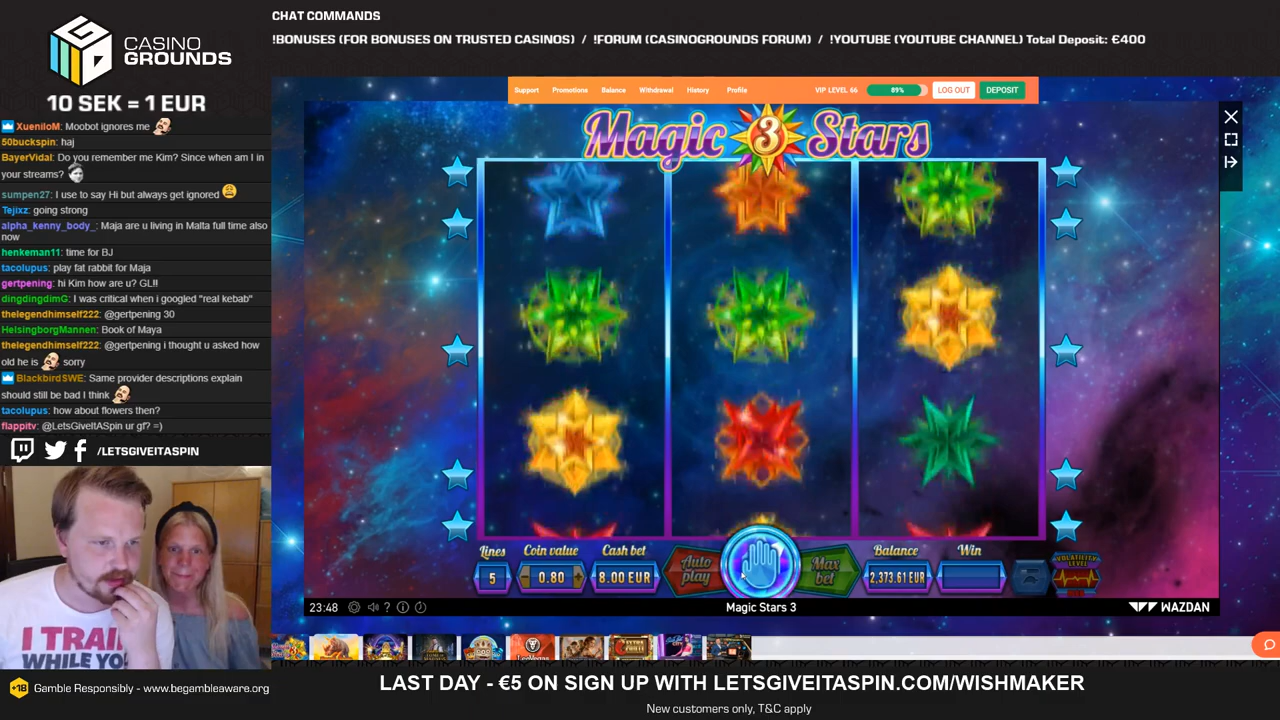 CHAT COMMANDS
!BONUSES (FOR BONUSES ON TRUSTED CASINOS) / !FORUM (CASINOGROUNDS FORUM) / !YOUTUBE (YOUTUBE CHANNEL) Total Deposit: €400
CASINO
GROUNDS
10 SEK = 1 EUR
XueniloM: Moobot ignores me
50buckspin: haj
BayerVidal: Do you remember me Kim? Since when am I in
your streams?
sumpen27: I use to say Hi but always get ignored
Tejixz: going strong
alpha_kenny_body_: Maja are you living in Malta full time also
now
henkeman11: time for BJ
tacolupus: play fat rabbit for Maja
gertpening: hi Kim how are u? GL!!
dingdingdimG: I was critical when i googled "real kebab"
thelegendhimself222: @gertpening 30
HelsingborgMannen: Book of Maya
thelegendhimself222: @gertpening i thought u asked how
old he is sorry
BlackbirdSWE: Same provider descriptions explain
should still be bad I think
tacolupus: how about flowers then?
flappitv: @LetsGiveItASpin ur gf? =)
/LETSGIVEITASPIN
Support Promotions Balance Withdrawal History Profile VIP LEVEL 66 89% LOG OUT DEPOSIT
Magic 3 Stars
Lines Coin value Cash bet Balance Win
5 0.80 8.00 EUR Auto play Max bet 2,373.61 EUR
VOLATILITY LEVEL
23:48 Magic Stars 3 WAZDAN
I TRAIN
WHILE YOU
+18 Gamble Responsibly - www.begambleaware.org
LAST DAY - €5 ON SIGN UP WITH LETSGIVEITASPIN.COM/WISHMAKER
New customers only, T&C apply